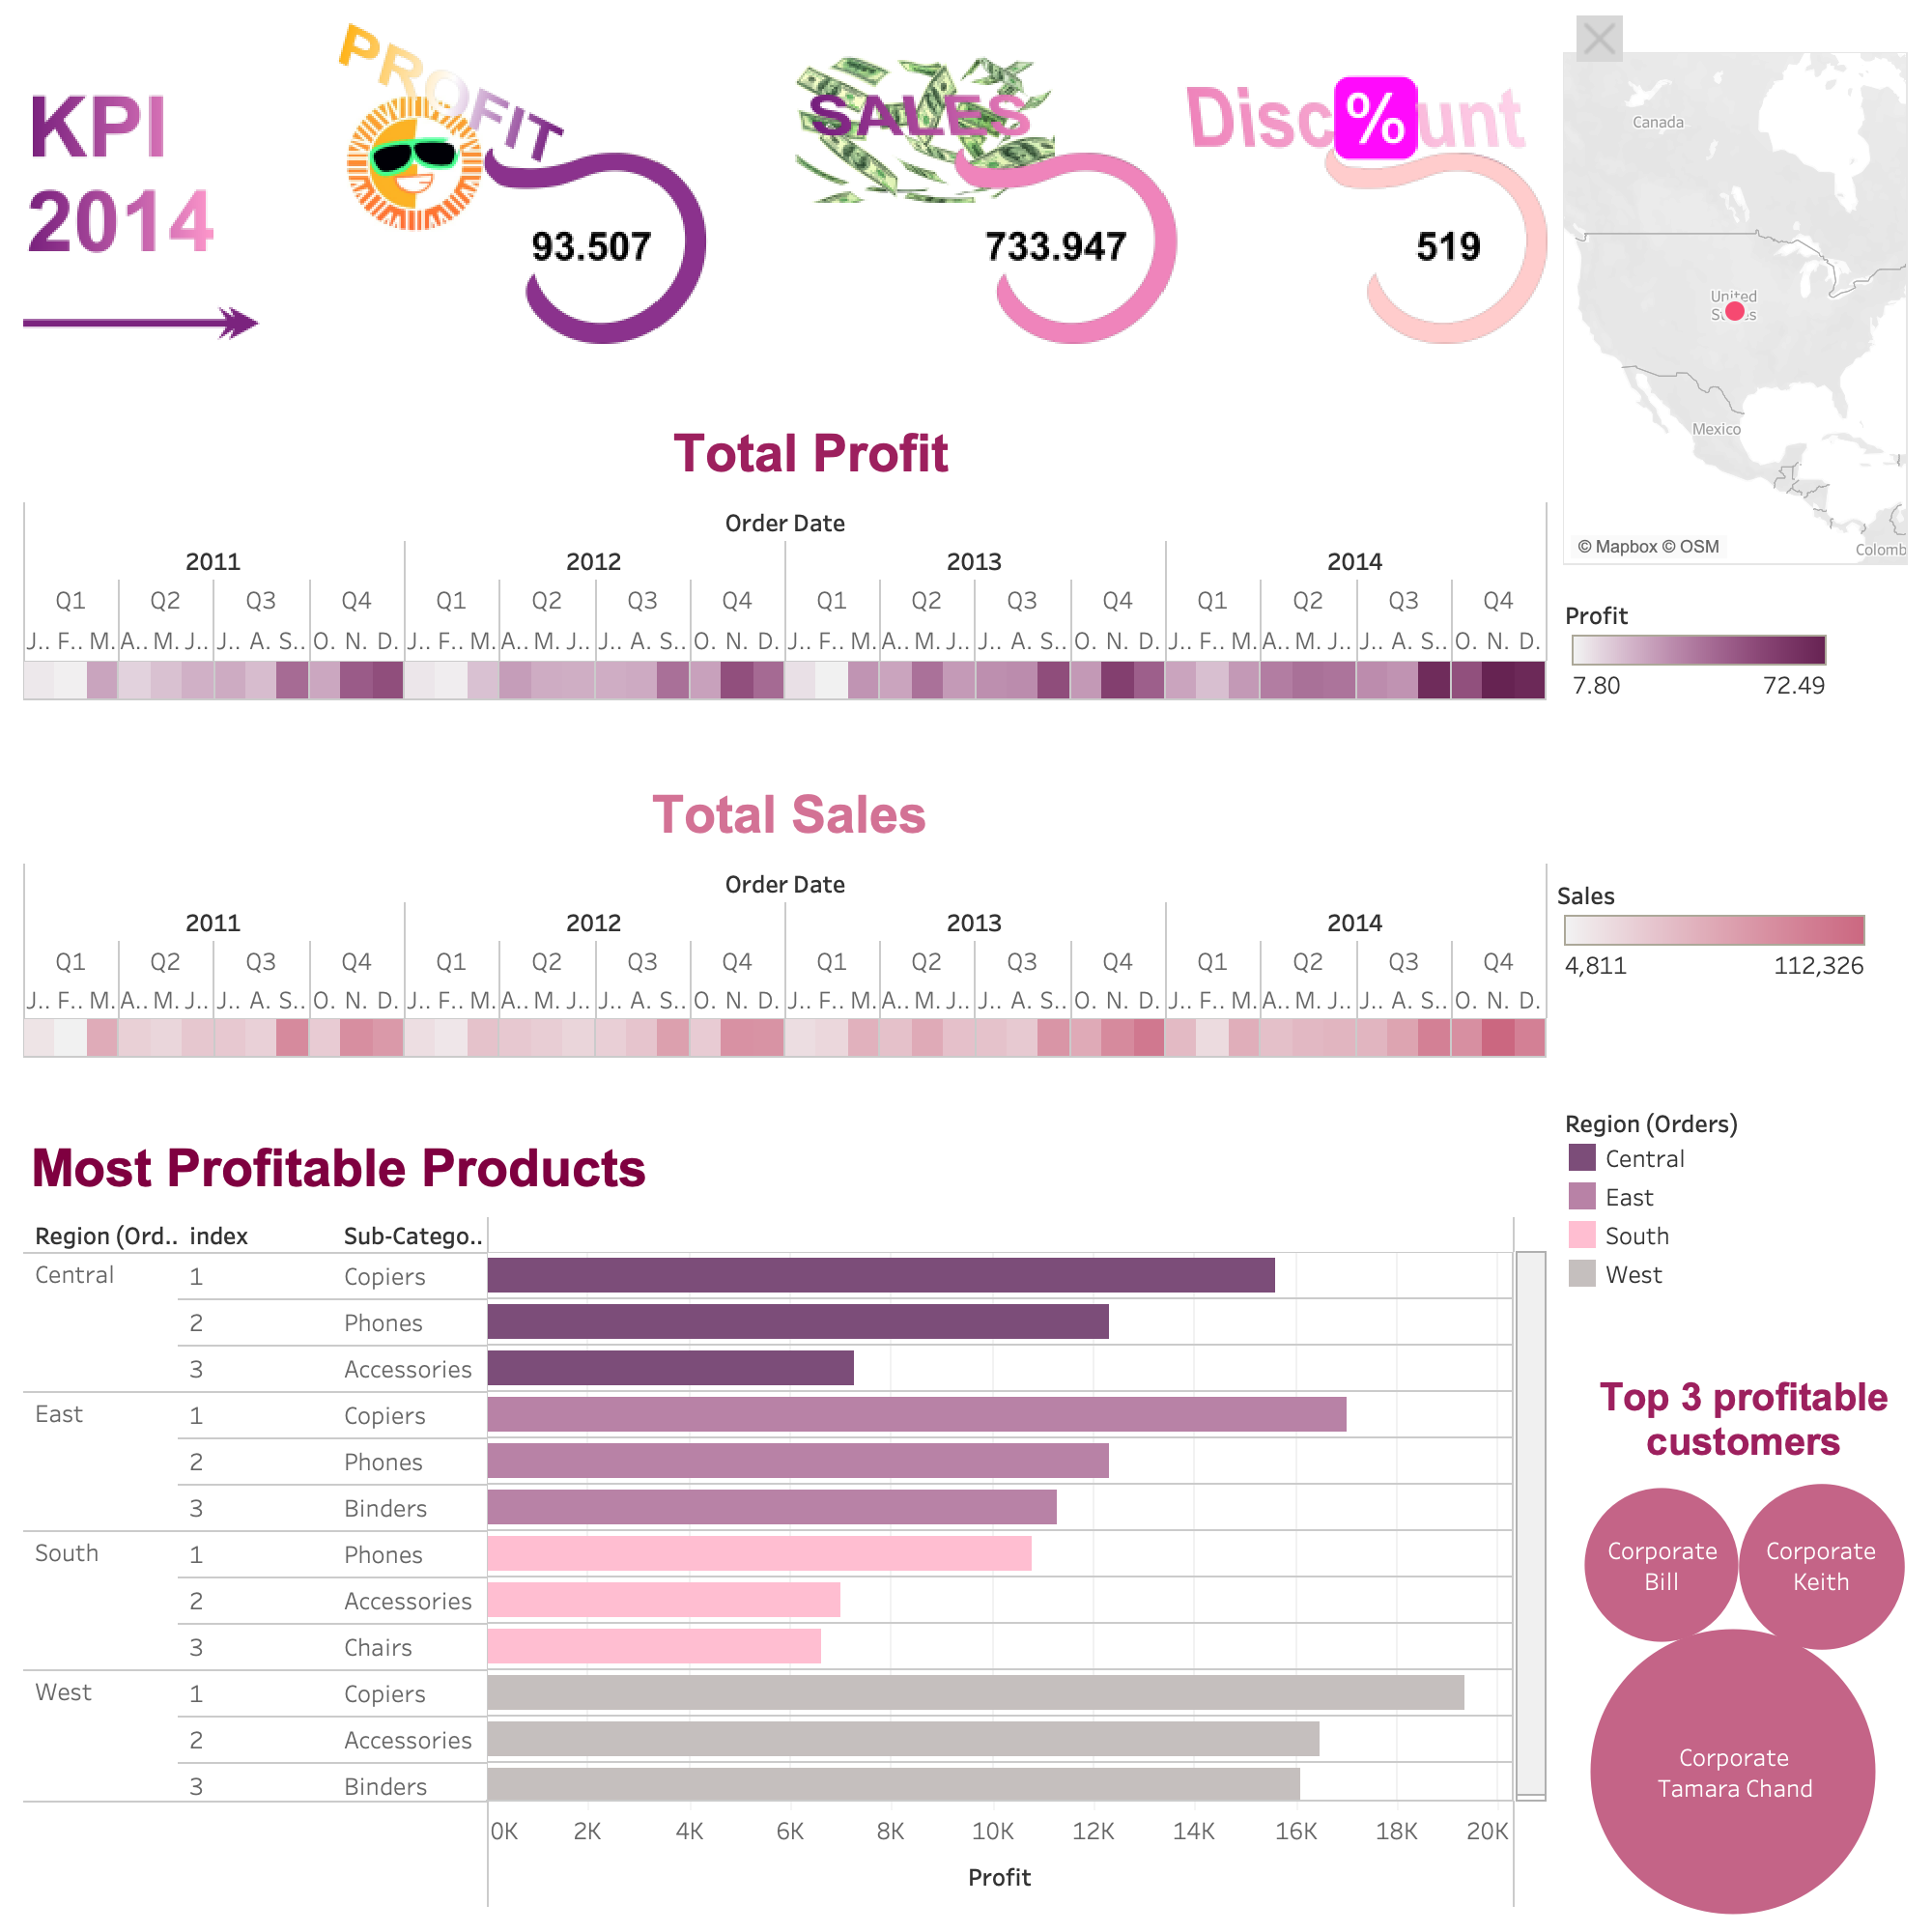 KPI
2014
PROFIT
93.507
SALES
733.947
Disc%unt
519
Canada
United
States
Mexico
© Mapbox © OSM
Colomb
Total Profit
Order Date
2011 2012 2013 2014
Q1 Q2 Q3 Q4 Q1 Q2 Q3 Q4 Q1 Q2 Q3 Q4 Q1 Q2 Q3 Q4
J.. F.. M. A.. M. J.. J.. A. S.. O. N. D. J.. F.. M. A.. M. J.. J.. A. S.. O. N. D. J.. F.. M. A.. M. J.. J.. A. S.. O. N. D. J.. F.. M. A.. M. J.. J.. A. S.. O. N. D.
Profit
7.80 72.49
Total Sales
Order Date
2011 2012 2013 2014
Q1 Q2 Q3 Q4 Q1 Q2 Q3 Q4 Q1 Q2 Q3 Q4 Q1 Q2 Q3 Q4
J.. F.. M. A.. M. J.. J.. A. S.. O. N. D. J.. F.. M. A.. M. J.. J.. A. S.. O. N. D. J.. F.. M. A.. M. J.. J.. A. S.. O. N. D. J.. F.. M. A.. M. J.. J.. A. S.. O. N. D.
Sales
4,811 112,326
Most Profitable Products
Region (Ord.. index Sub-Catego..
Central 1 Copiers
2 Phones
3 Accessories
East 1 Copiers
2 Phones
3 Binders
South 1 Phones
2 Accessories
3 Chairs
West 1 Copiers
2 Accessories
3 Binders
0K 2K 4K 6K 8K 10K 12K 14K 16K 18K 20K
Profit
Region (Orders)
Central
East
South
West
Top 3 profitable
customers
Corporate
Bill
Corporate
Keith
Corporate
Tamara Chand